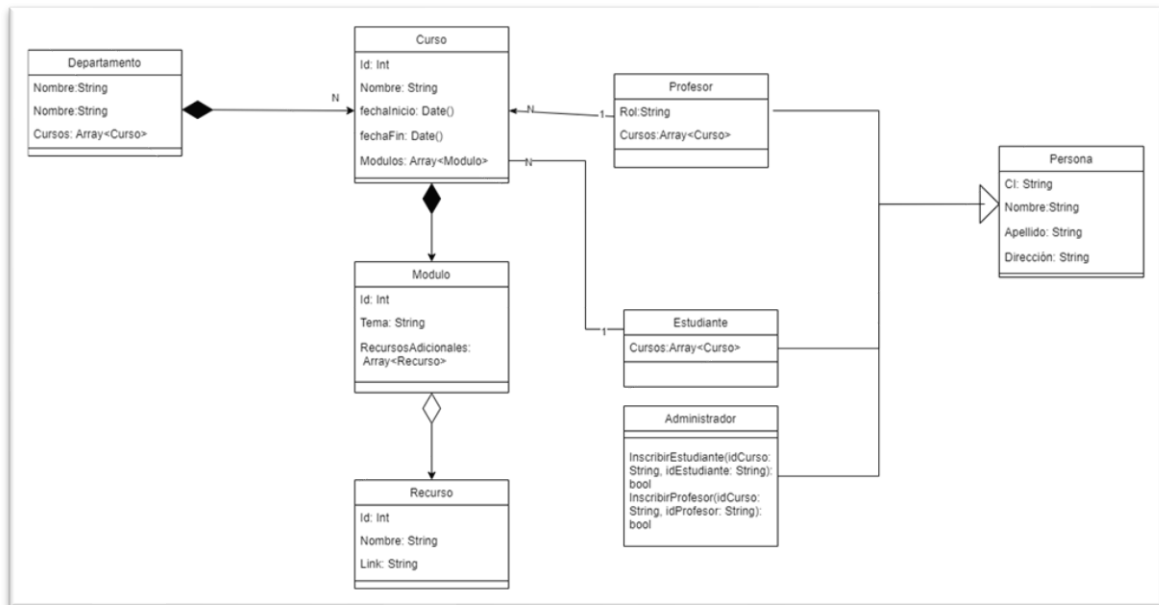 Departamento
Nombre:String
Nombre:String
Cursos: Array<Curso>
N
Curso
Id: Int
Nombre: String
fechaInicio: Date()
fechaFin: Date()
Modulos: Array<Modulo>
N
1
N
1
Profesor
Rol:String
Cursos:Array<Curso>
Persona
CI: String
Nombre:String
Apellido: String
Dirección: String
Modulo
Id: Int
Tema: String
RecursosAdicionales:
Array<Recurso>
Estudiante
Cursos:Array<Curso>
Administrador
InscribirEstudiante(idCurso:
String, idEstudiante: String):
bool
InscribirProfesor(idCurso:
String, idProfesor: String):
bool
Recurso
Id: Int
Nombre: String
Link: String